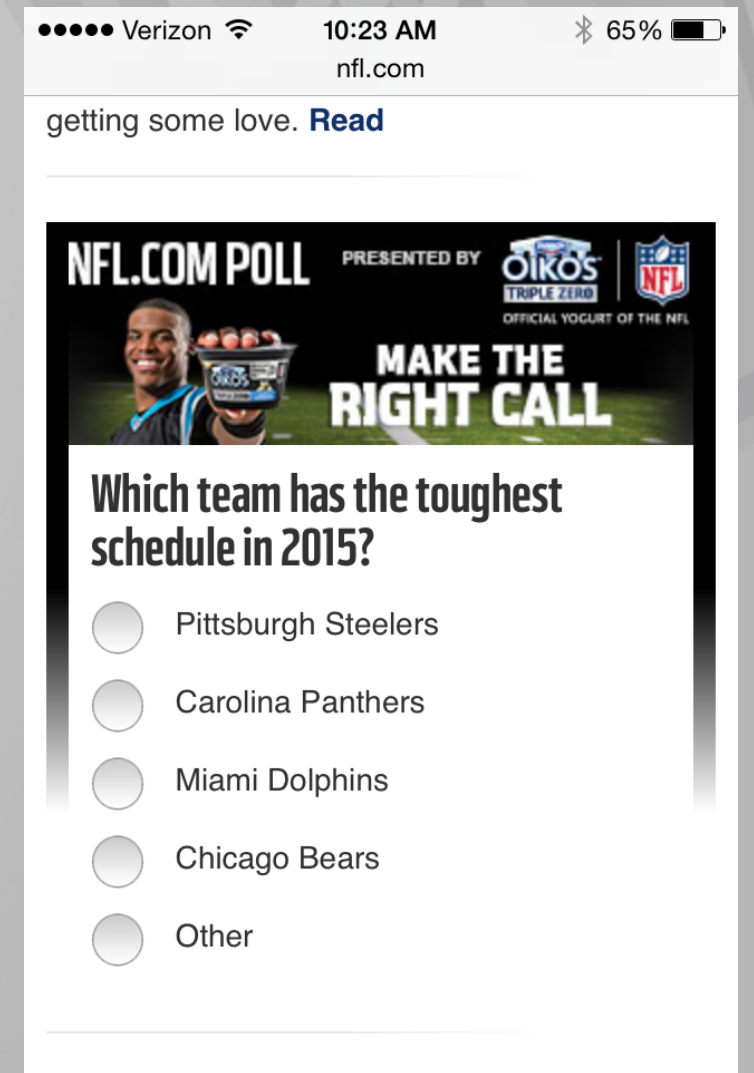 Verizon 10:23 AM 65%
nfl.com
getting some love. Read
NFL.COM POLL PRESENTED BY OIKOS NFL
TRIPLE ZERO
OFFICIAL YOGURT OF THE NFL
OIKOS
MAKE THE
RIGHT CALL
Which team has the toughest
schedule in 2015?
Pittsburgh Steelers
Carolina Panthers
Miami Dolphins
Chicago Bears
Other